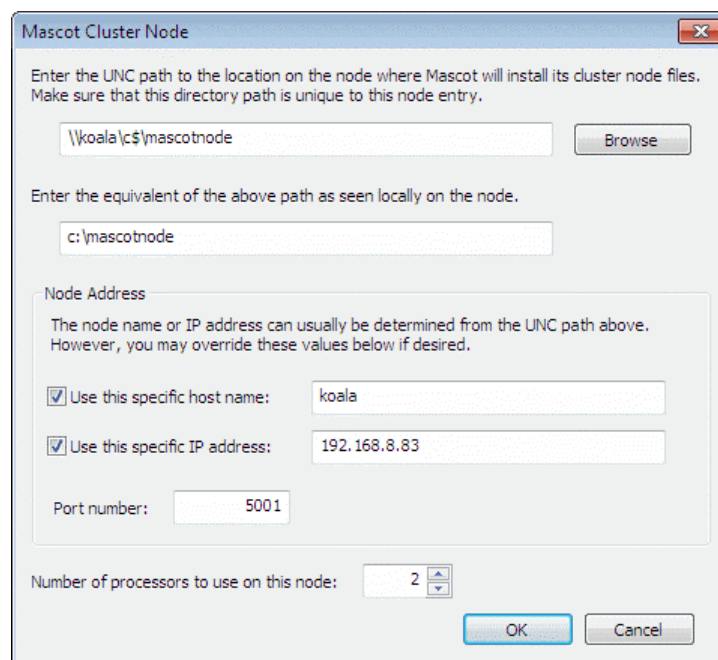 Mascot Cluster Node
Enter the UNC path to the location on the node where Mascot will install its cluster node files.
Make sure that this directory path is unique to this node entry.
\\koala\c$\mascotnode
Browse
Enter the equivalent of the above path as seen locally on the node.
c:\mascotnode
Node Address
The node name or IP address can usually be determined from the UNC path above.
However, you may override these values below if desired.
Use this specific host name:
koala
Use this specific IP address:
192.168.8.83
Port number:
5001
Number of processors to use on this node:
2
OK
Cancel